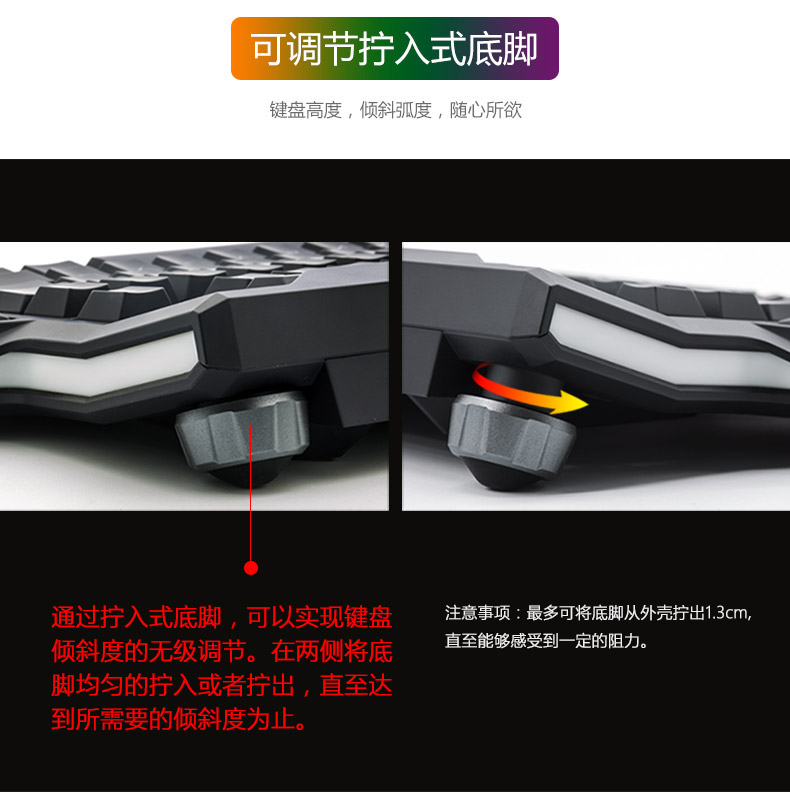 可调节拧入式底脚
键盘高度，倾斜弧度，随心所欲
通过拧入式底脚，可以实现键盘
倾斜度的无级调节。在两侧将底
脚均匀的拧入或者拧出，直至达
到所需要的倾斜度为止。
注意事项：最多可将底脚从外壳拧出1.3cm,
直至能够感受到一定的阻力。